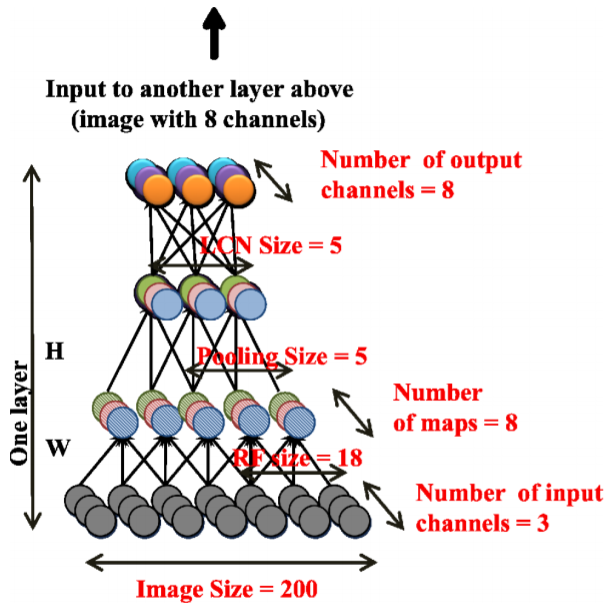 Input to another layer above
(image with 8 channels)
Number of output
channels = 8
LCN Size = 5
One layer
H
Pooling Size = 5
Number
of maps = 8
W
RF size = 18
Number of input
channels = 3
Image Size = 200